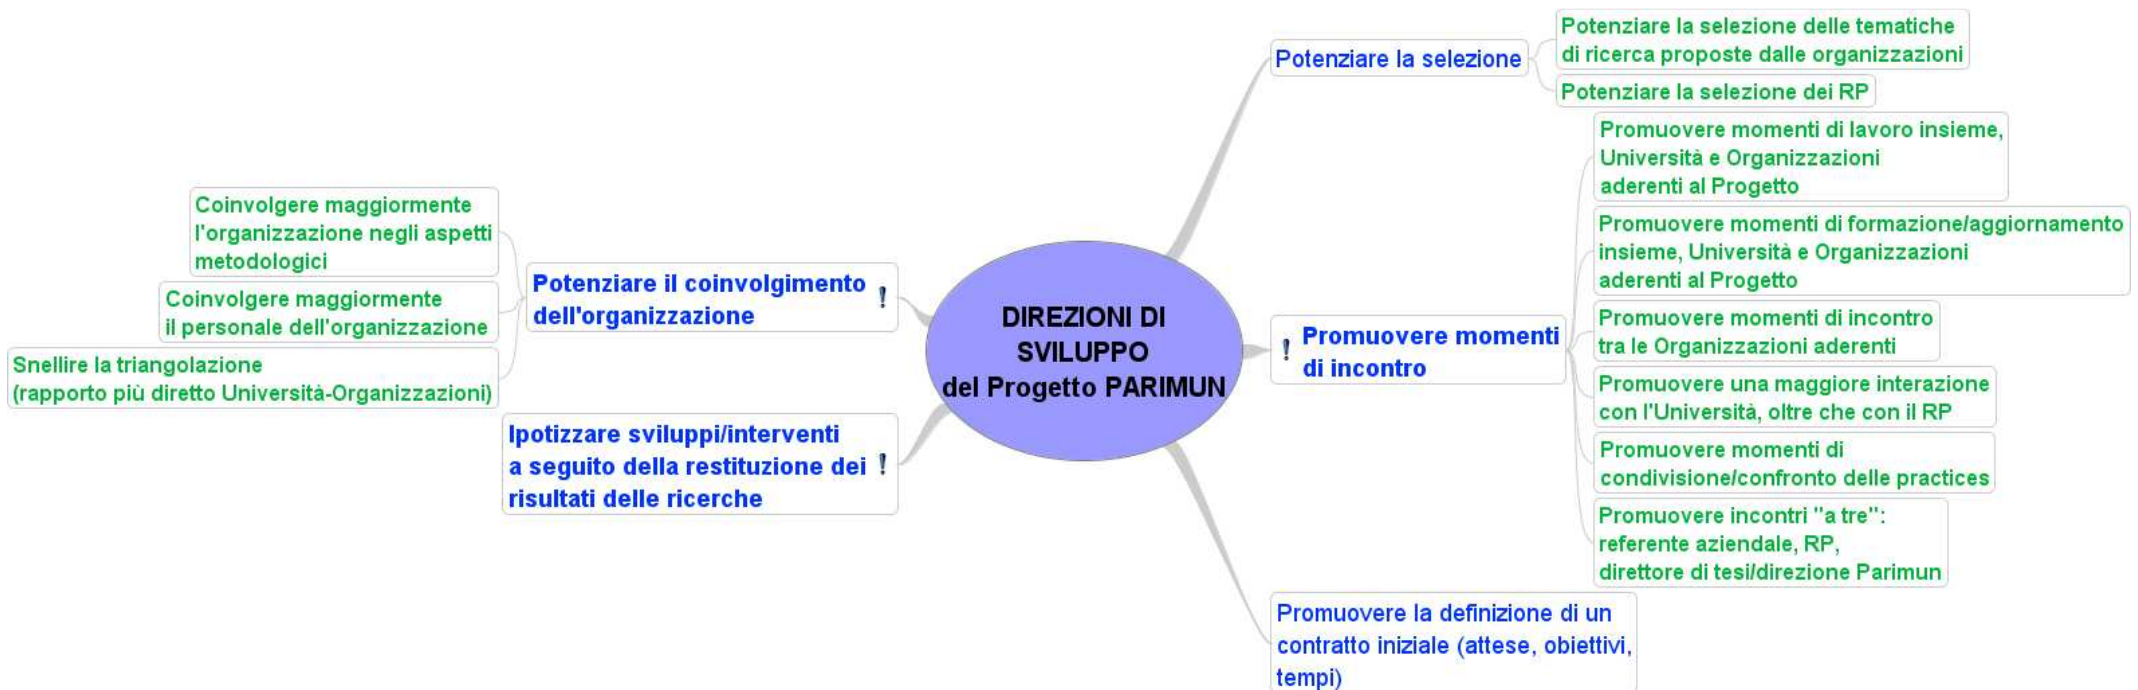 DIREZIONI DI
SVILUPPO
del Progetto PARIMUN
Potenziare la selezione
Potenziare la selezione delle tematiche
di ricerca proposte dalle organizzazioni
Potenziare la selezione dei RP
! Promuovere momenti
di incontro
Promuovere momenti di lavoro insieme,
Università e Organizzazioni
aderenti al Progetto
Promuovere momenti di formazione/aggiornamento
insieme, Università e Organizzazioni
aderenti al Progetto
Promuovere momenti di incontro
tra le Organizzazioni aderenti
Promuovere una maggiore interazione
con l'Università, oltre che con il RP
Promuovere momenti di
condivisione/confronto delle practices
Promuovere incontri "a tre":
referente aziendale, RP,
direttore di tesi/direzione Parimun
Promuovere la definizione di un
contratto iniziale (attese, obiettivi,
tempi)
Potenziare il coinvolgimento !
dell'organizzazione
Coinvolgere maggiormente
l'organizzazione negli aspetti
metodologici
Coinvolgere maggiormente
il personale dell'organizzazione
Snellire la triangolazione
(rapporto più diretto Università-Organizzazioni)
Ipotizzare sviluppi/interventi
a seguito della restituzione dei !
risultati delle ricerche